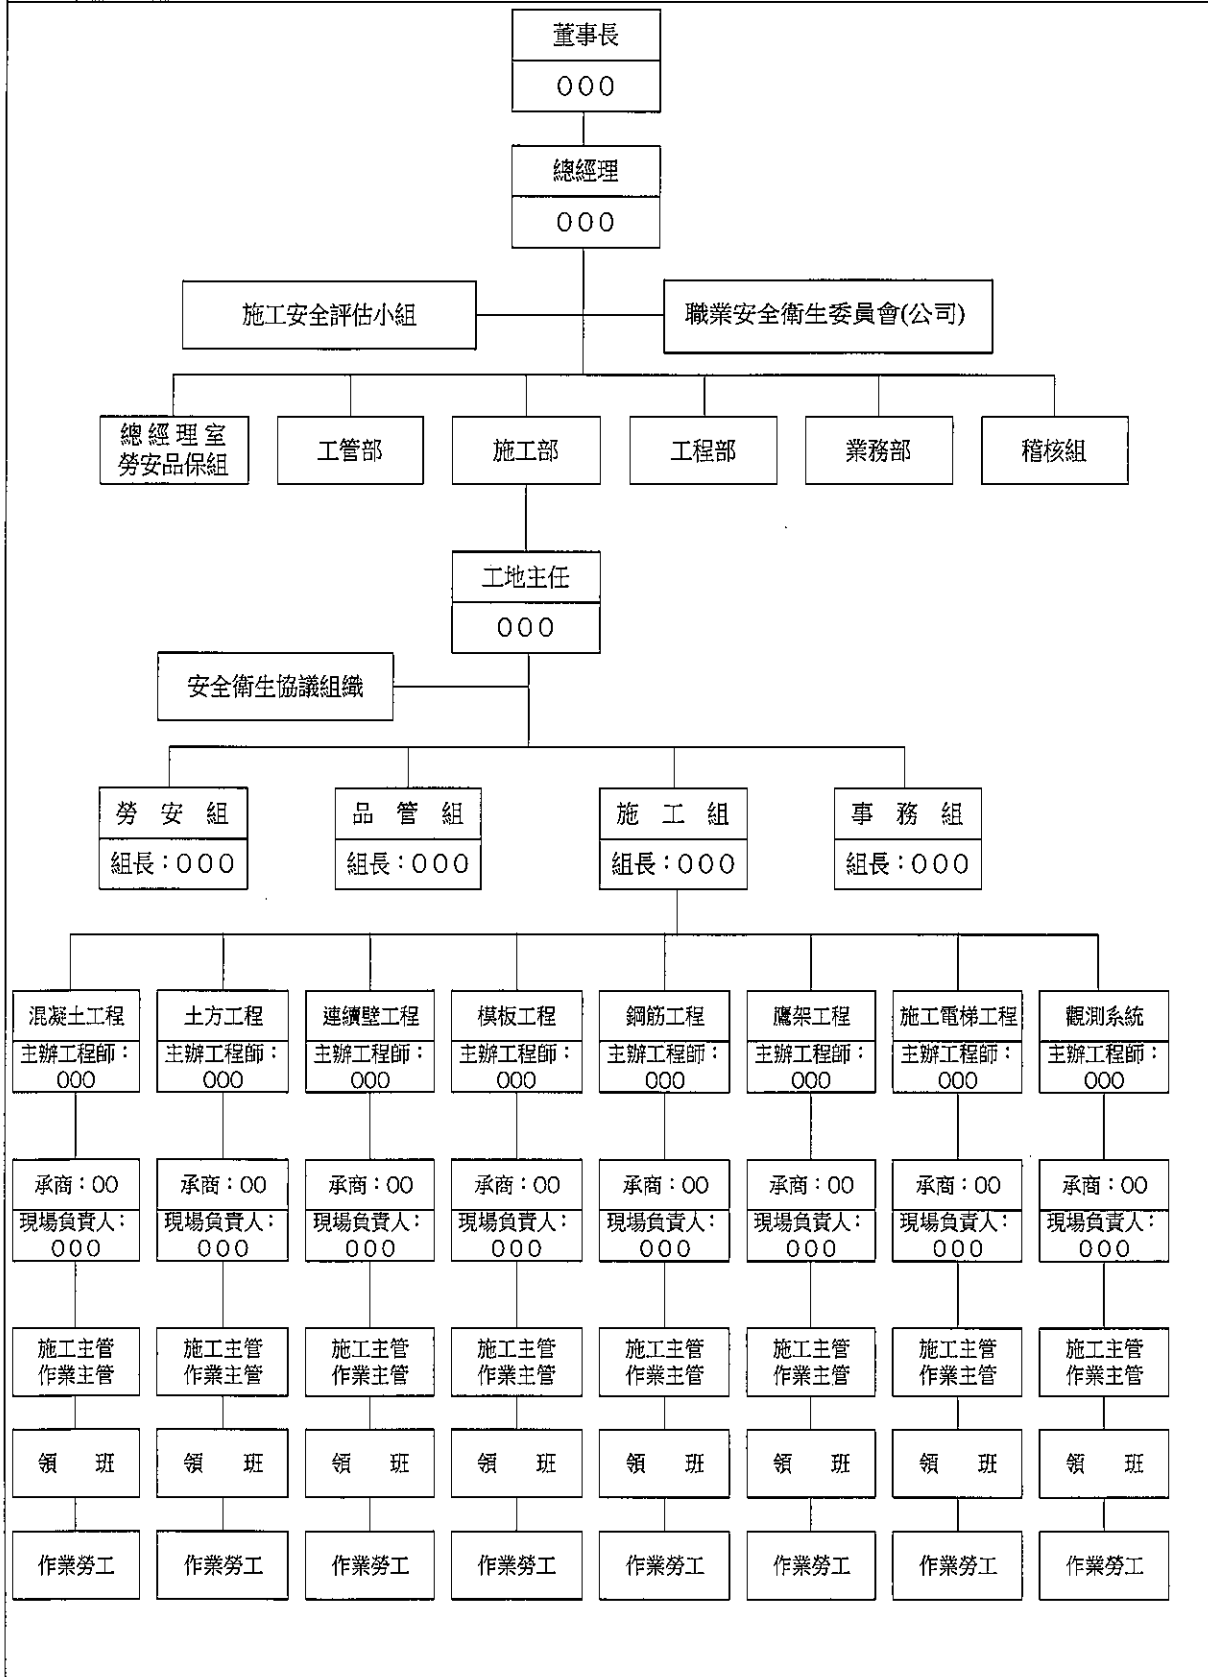 董事長
000
總經理
000
施工安全評估小組
職業安全衛生委員會(公司)
總 經 理 室
勞安品保組
工管部
施工部
工程部
業務部
稽核組
工地主任
000
安全衛生協議組織
勞 安 組
品 管 組
施 工 組
事 務 組
組長：000
組長：000
組長：000
組長：000
混凝土工程
土方工程
連續壁工程
模板工程
鋼筋工程
鷹架工程
施工電梯工程
觀測系統
主辦工程師：
000
主辦工程師：
000
主辦工程師：
000
主辦工程師：
000
主辦工程師：
000
主辦工程師：
000
主辦工程師：
000
主辦工程師：
000
承商：00
承商：00
承商：00
承商：00
承商：00
承商：00
承商：00
承商：00
現場負責人：
000
現場負責人：
000
現場負責人：
000
現場負責人：
000
現場負責人：
000
現場負責人：
000
現場負責人：
000
現場負責人：
000
施工主管
作業主管
施工主管
作業主管
施工主管
作業主管
施工主管
作業主管
施工主管
作業主管
施工主管
作業主管
施工主管
作業主管
施工主管
作業主管
領 班
領 班
領 班
領 班
領 班
領 班
領 班
領 班
作業勞工
作業勞工
作業勞工
作業勞工
作業勞工
作業勞工
作業勞工
作業勞工